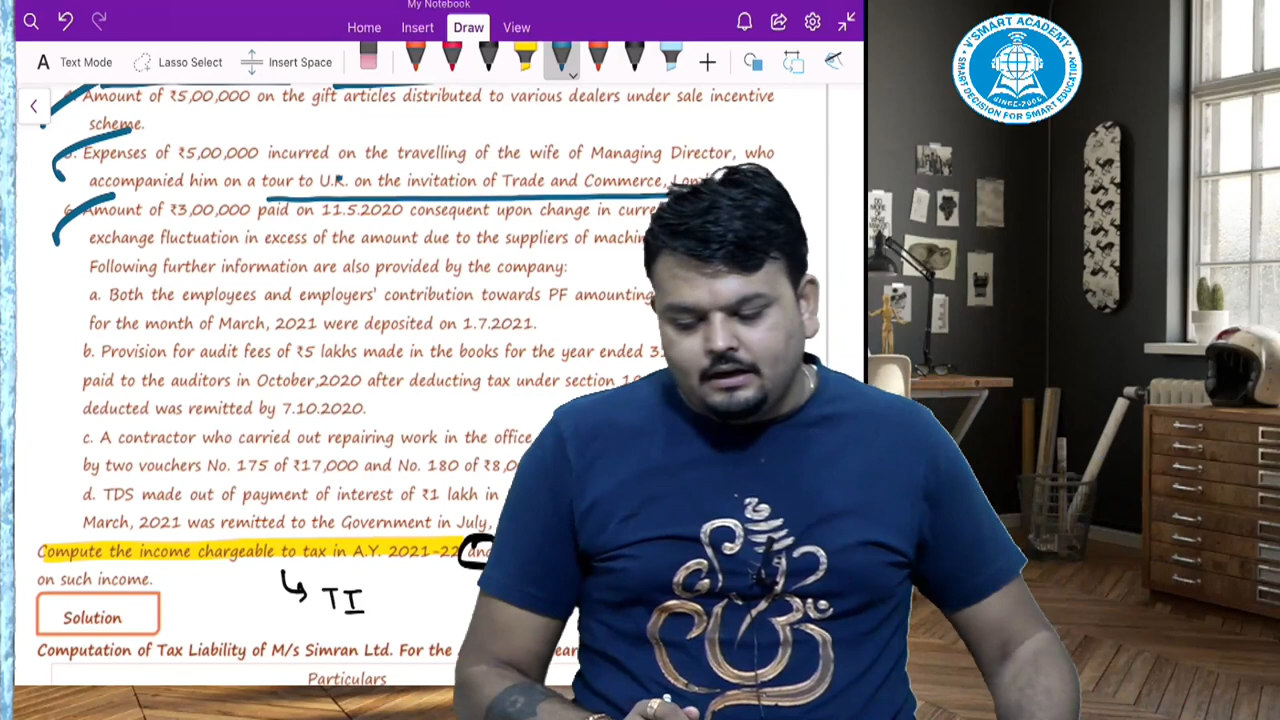 My Notebook
Home Insert Draw View
A Text Mode Lasso Select Insert Space
Amount of ₹5,00,000 on the gift articles distributed to various dealers under sale incentive
scheme.
Expenses of ₹5,00,000 incurred on the travelling of the wife of Managing Director, who
accompanied him on a tour to U.R. on the invitation of Trade and Commerce,
Amount of ₹3,00,000 paid on 11.5.2020 consequent upon change in
exchange fluctuation in excess of the amount due to the suppliers of
Following further information are also provided by the company:
a. Both the employees and employers' contribution towards PF amounting
for the month of March, 2021 were deposited on 1.7.2021.
b. Provision for audit fees of ₹5 lakhs made in the books for the year ended
paid to the auditors in October,2020 after deducting tax under section
deducted was remitted by 7.10.2020.
c. A contractor who carried out repairing work in the office
by two vouchers No. 175 of ₹17,000 and No. 180 of
d. TDS made out of payment of interest of ₹1 lakh in
March, 2021 was remitted to the Government in July,
Compute the income chargeable to tax in A.Y. 2021-22 and
on such income.
TI
Solution
Computation of Tax Liability of M/s Simran Ltd. For the
Particulars
V'SMART ACADEMY
SINCE-2006
SMART DECISION FOR SMART EDUCATION